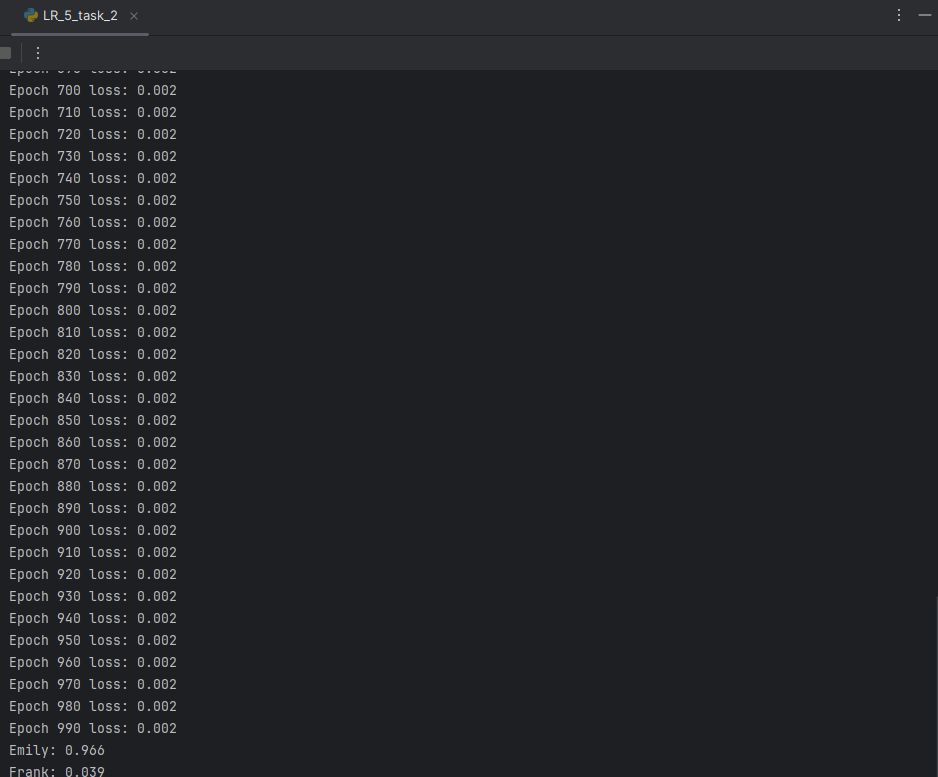 LR_5_task_2
Epoch 690 loss: 0.002
Epoch 700 loss: 0.002
Epoch 710 loss: 0.002
Epoch 720 loss: 0.002
Epoch 730 loss: 0.002
Epoch 740 loss: 0.002
Epoch 750 loss: 0.002
Epoch 760 loss: 0.002
Epoch 770 loss: 0.002
Epoch 780 loss: 0.002
Epoch 790 loss: 0.002
Epoch 800 loss: 0.002
Epoch 810 loss: 0.002
Epoch 820 loss: 0.002
Epoch 830 loss: 0.002
Epoch 840 loss: 0.002
Epoch 850 loss: 0.002
Epoch 860 loss: 0.002
Epoch 870 loss: 0.002
Epoch 880 loss: 0.002
Epoch 890 loss: 0.002
Epoch 900 loss: 0.002
Epoch 910 loss: 0.002
Epoch 920 loss: 0.002
Epoch 930 loss: 0.002
Epoch 940 loss: 0.002
Epoch 950 loss: 0.002
Epoch 960 loss: 0.002
Epoch 970 loss: 0.002
Epoch 980 loss: 0.002
Epoch 990 loss: 0.002
Emily: 0.966
Frank: 0.039